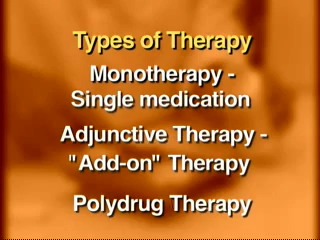 Types of Therapy
Monotherapy -
Single medication
Adjunctive Therapy -
"Add-on" Therapy
Polydrug Therapy